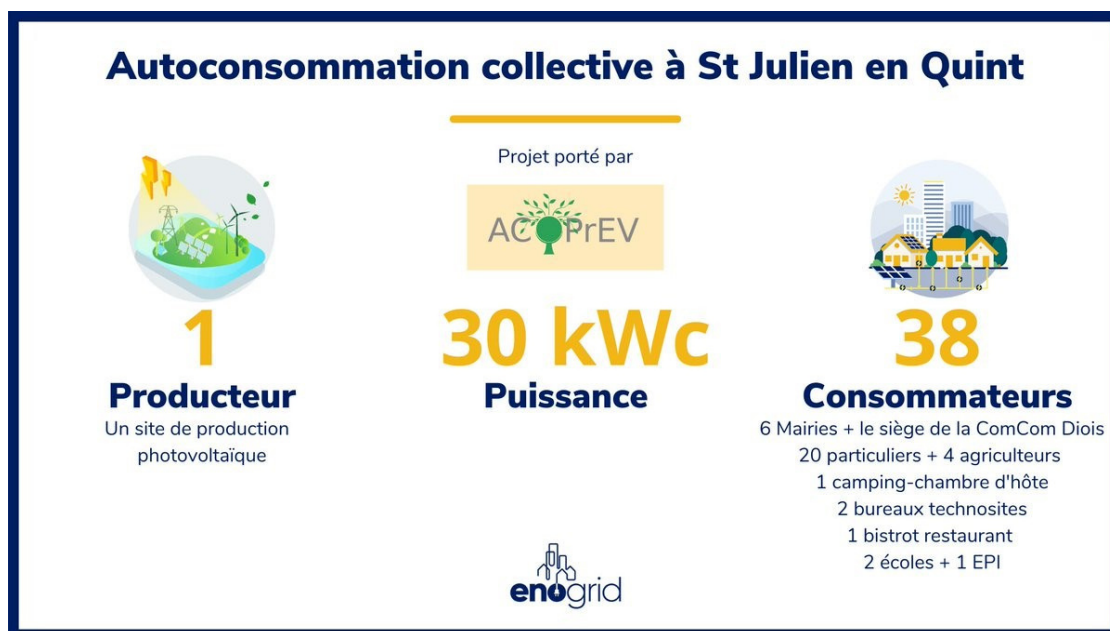 Autoconsommation collective à St Julien en Quint
Projet porté par
ACOPrEV
1
Producteur
Un site de production
photovoltaïque
30 kWc
Puissance
38
Consommateurs
6 Mairies + le siège de la ComCom Diois
20 particuliers + 4 agriculteurs
1 camping-chambre d'hôte
2 bureaux technosites
1 bistrot restaurant
2 écoles + 1 EPI
enogrid